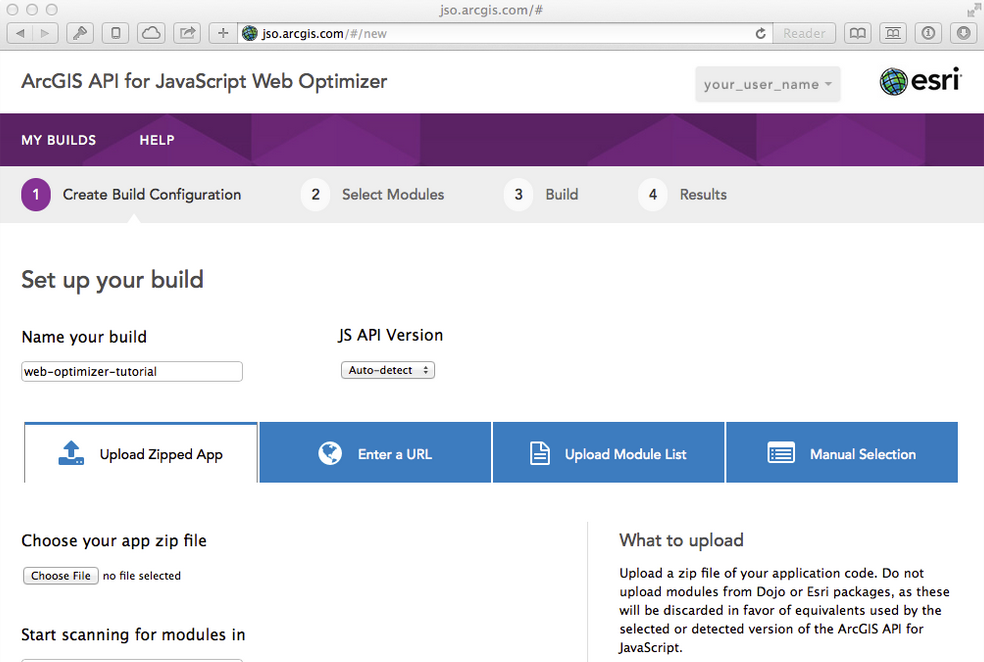 jso.arcgis.com/#
jso.arcgis.com/#/new
Reader
ArcGIS API for JavaScript Web Optimizer
your_user_name
esri
MY BUILDS
HELP
1 Create Build Configuration
2 Select Modules
3 Build
4 Results
Set up your build
Name your build
JS API Version
web-optimizer-tutorial
Auto-detect
Upload Zipped App
Enter a URL
Upload Module List
Manual Selection
Choose your app zip file
Choose File no file selected
Start scanning for modules in
What to upload
Upload a zip file of your application code. Do not
upload modules from Dojo or Esri packages, as these
will be discarded in favor of equivalents used by the
selected or detected version of the ArcGIS API for
JavaScript.